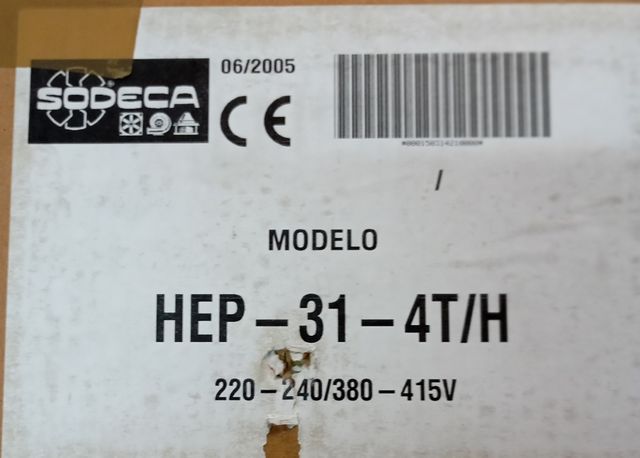 SODECA
06/2005
CE
/
MODELO
HEP-31-4T/H
220-240/380-415V